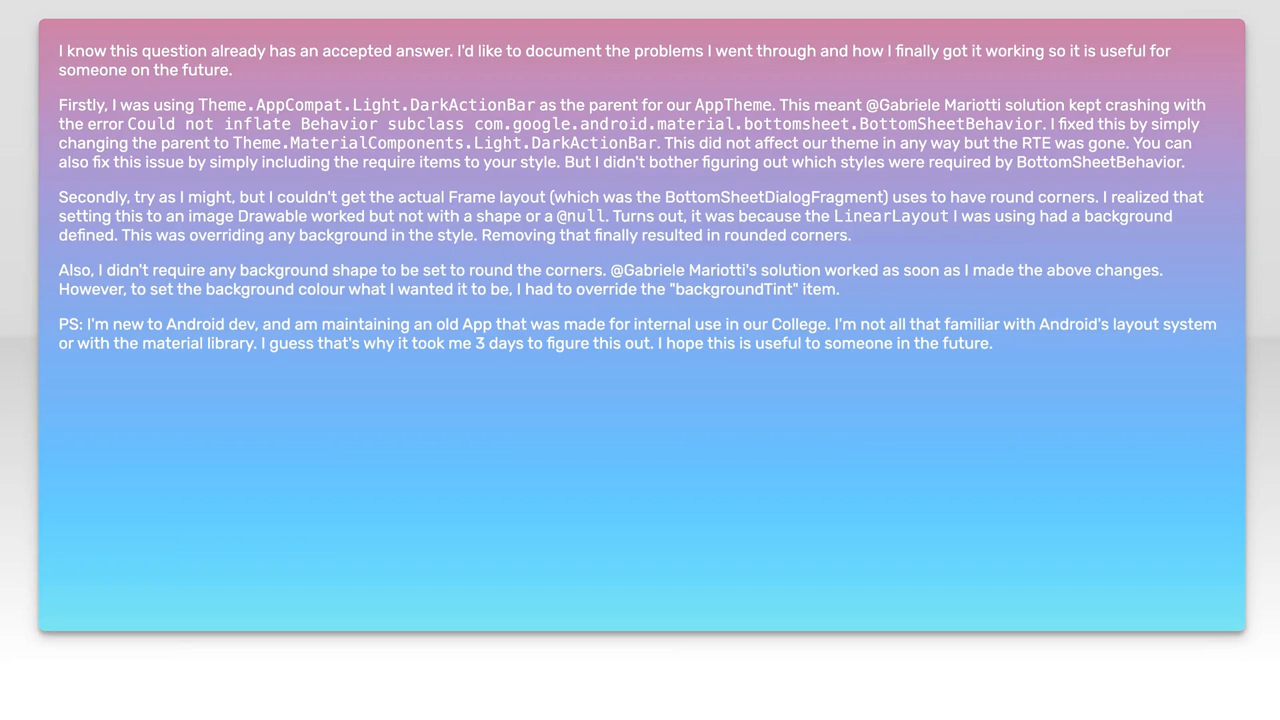 I know this question already has an accepted answer. I'd like to document the problems I went through and how I finally got it working so it is useful for
someone on the future.
Firstly, I was using Theme.AppCompat.Light.DarkActionBar as the parent for our AppTheme. This meant @Gabriele Mariotti solution kept crashing with
the error Could not inflate Behavior subclass com.google.android.material.bottomsheet.BottomSheetBehavior. I fixed this by simply
changing the parent to Theme.MaterialComponents.Light.DarkActionBar. This did not affect our theme in any way but the RTE was gone. You can
also fix this issue by simply including the require items to your style. But I didn't bother figuring out which styles were required by BottomSheetBehavior.
Secondly, try as I might, but I couldn't get the actual Frame layout (which was the BottomSheetDialogFragment) uses to have round corners. I realized that
setting this to an image Drawable worked but not with a shape or a @null. Turns out, it was because the LinearLayout I was using had a background
defined. This was overriding any background in the style. Removing that finally resulted in rounded corners.
Also, I didn't require any background shape to be set to round the corners. @Gabriele Mariotti's solution worked as soon as I made the above changes.
However, to set the background colour what I wanted it to be, I had to override the "backgroundTint" item.
PS: I'm new to Android dev, and am maintaining an old App that was made for internal use in our College. I'm not all that familiar with Android's layout system
or with the material library. I guess that's why it took me 3 days to figure this out. I hope this is useful to someone in the future.